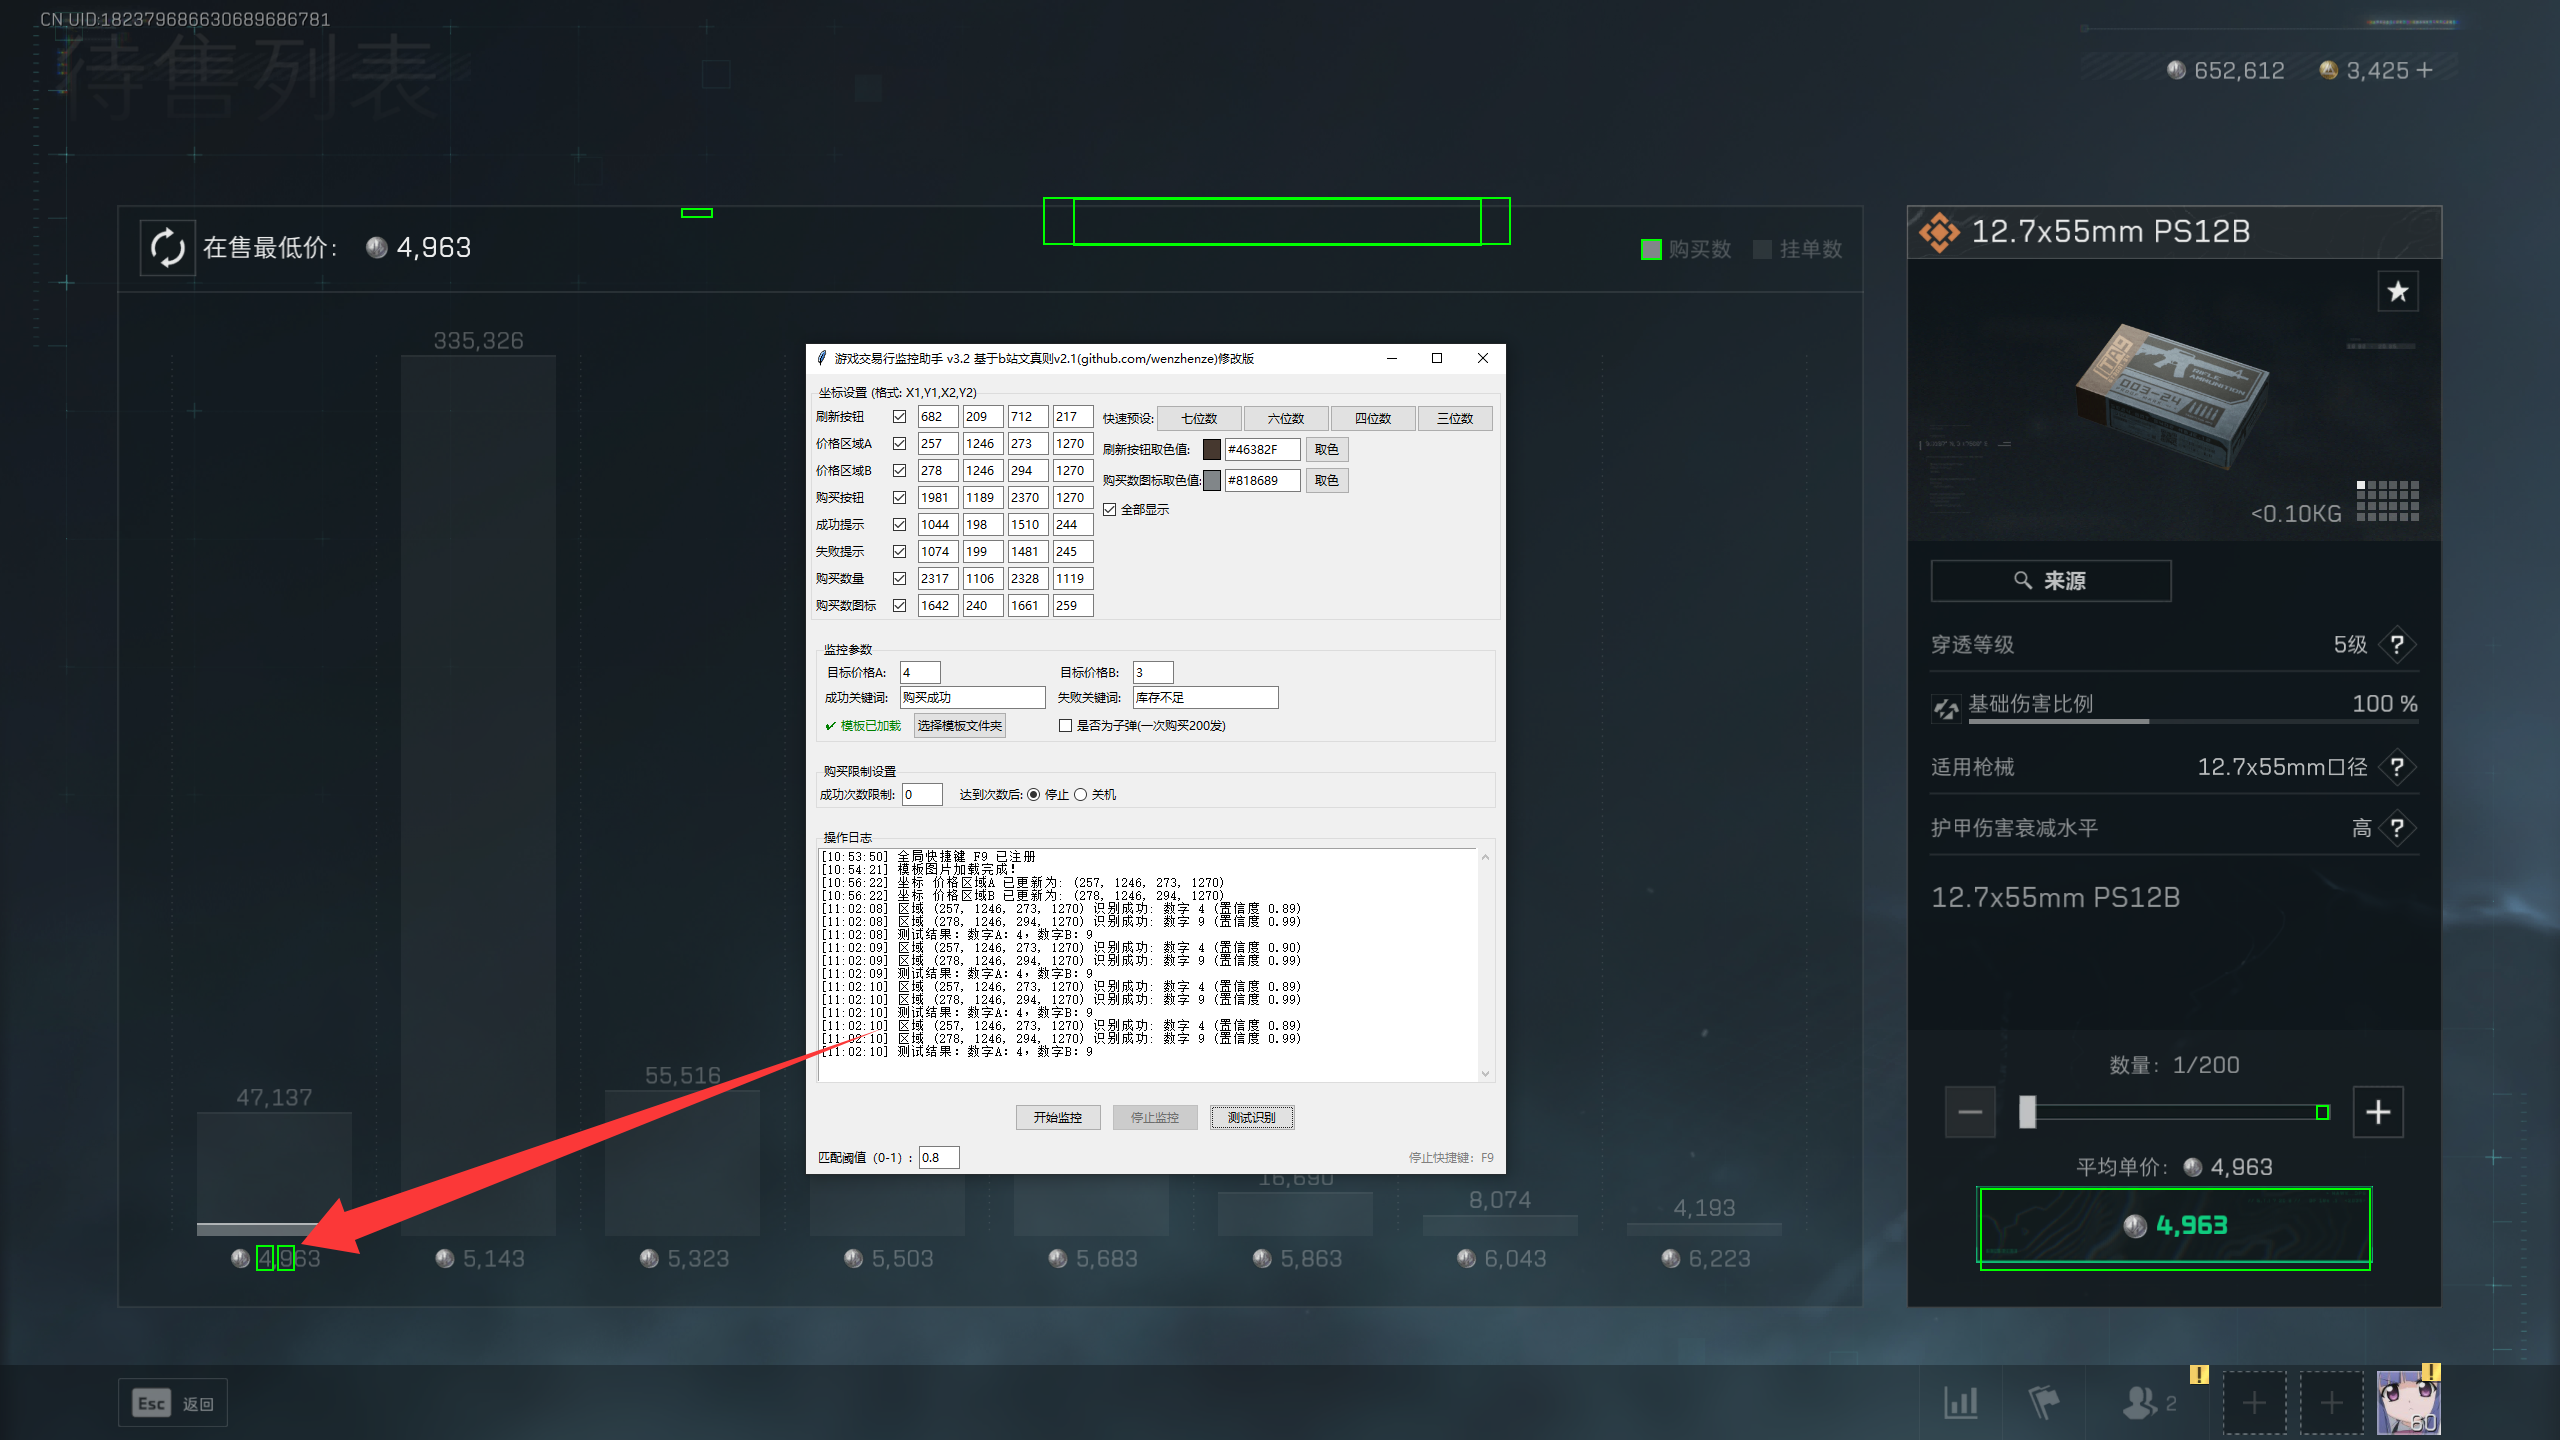 CN UID:182379686630689686781
待售列表
652,612
3,425 +
在售最低价： 4,963
购买数 挂单数
335,326
47,137
55,516
16,690
8,074
4,193
4,963
5,143
5,323
5,503
5,683
5,863
6,043
6,223
游戏交易行监控助手 v3.2 基于b站文真则v2.1(github.com/wenzhenze)修改版
坐标设置 (格式: X1,Y1,X2,Y2)
刷新按钮 682 209 712 217
价格区域A 257 1246 273 1270
价格区域B 278 1246 294 1270
购买按钮 1981 1189 2370 1270
成功提示 1044 198 1510 244
失败提示 1074 199 1481 245
购买数量 2317 1106 2328 1119
购买数图标 1642 240 1661 259
快速预设: 七位数 六位数 四位数 三位数
刷新按钮取色值: #46382F 取色
购买数图标取色值: #818689 取色
全部显示
监控参数
目标价格A: 4 目标价格B: 3
成功关键词: 购买成功 失败关键词: 库存不足
✓ 模板已加载 选择模板文件夹 是否为子弹(一次购买200发)
购买限制设置
成功次数限制: 0 达到次数后: 停止 关机
操作日志
[10:53:50] 全局快捷键 F9 已注册
[10:54:21] 模板图片加载完成!
[10:56:22] 坐标 价格区域A 已更新为: (257, 1246, 273, 1270)
[10:56:22] 坐标 价格区域B 已更新为: (278, 1246, 294, 1270)
[11:02:08] 区域 (257, 1246, 273, 1270) 识别成功: 数字 4 (置信度 0.89)
[11:02:08] 区域 (278, 1246, 294, 1270) 识别成功: 数字 9 (置信度 0.99)
[11:02:08] 测试结果: 数字A: 4, 数字B: 9
[11:02:09] 区域 (257, 1246, 273, 1270) 识别成功: 数字 4 (置信度 0.90)
[11:02:09] 区域 (278, 1246, 294, 1270) 识别成功: 数字 9 (置信度 0.99)
[11:02:09] 测试结果: 数字A: 4, 数字B: 9
[11:02:10] 区域 (257, 1246, 273, 1270) 识别成功: 数字 4 (置信度 0.89)
[11:02:10] 区域 (278, 1246, 294, 1270) 识别成功: 数字 9 (置信度 0.99)
[11:02:10] 测试结果: 数字A: 4, 数字B: 9
[11:02:10] 区域 (257, 1246, 273, 1270) 识别成功: 数字 4 (置信度 0.89)
[11:02:10] 区域 (278, 1246, 294, 1270) 识别成功: 数字 9 (置信度 0.99)
[11:02:10] 测试结果: 数字A: 4, 数字B: 9
开始监控 停止监控 测试识别
匹配阈值 (0-1) : 0.8
停止快捷键: F9
12.7x55mm PS12B
RIFLE
AMMUNITION
003-24
<0.10KG
来源
穿透等级 5级 ?
基础伤害比例 100 %
适用枪械 12.7x55mm口径 ?
护甲伤害衰减水平 高 ?
12.7x55mm PS12B
数量： 1/200
平均单价： 4,963
4,963
Esc 返回
2
60